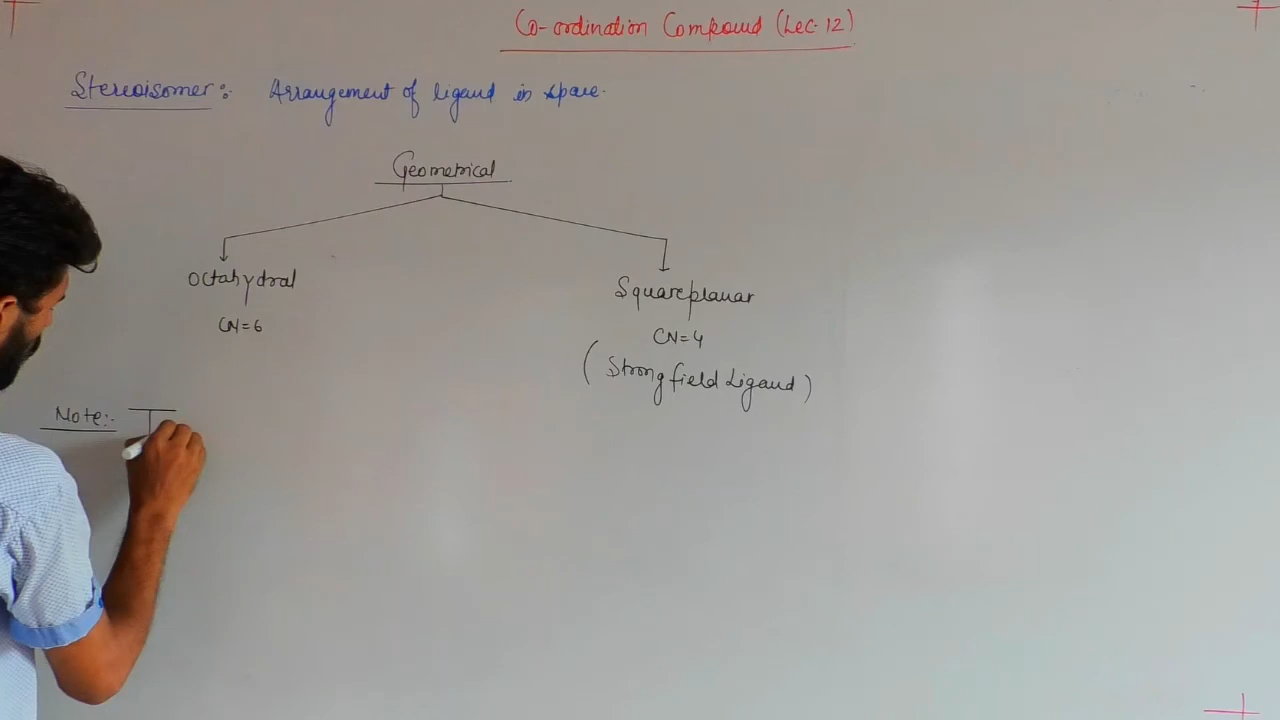 Co-ordination Compound (Lec. 12)
Stereoisomer:- Arrangement of ligand in space.
Geometrical
Octahydral
Squareplanar
CN=6
CN=4
(Strong field Ligand)
Note:- T